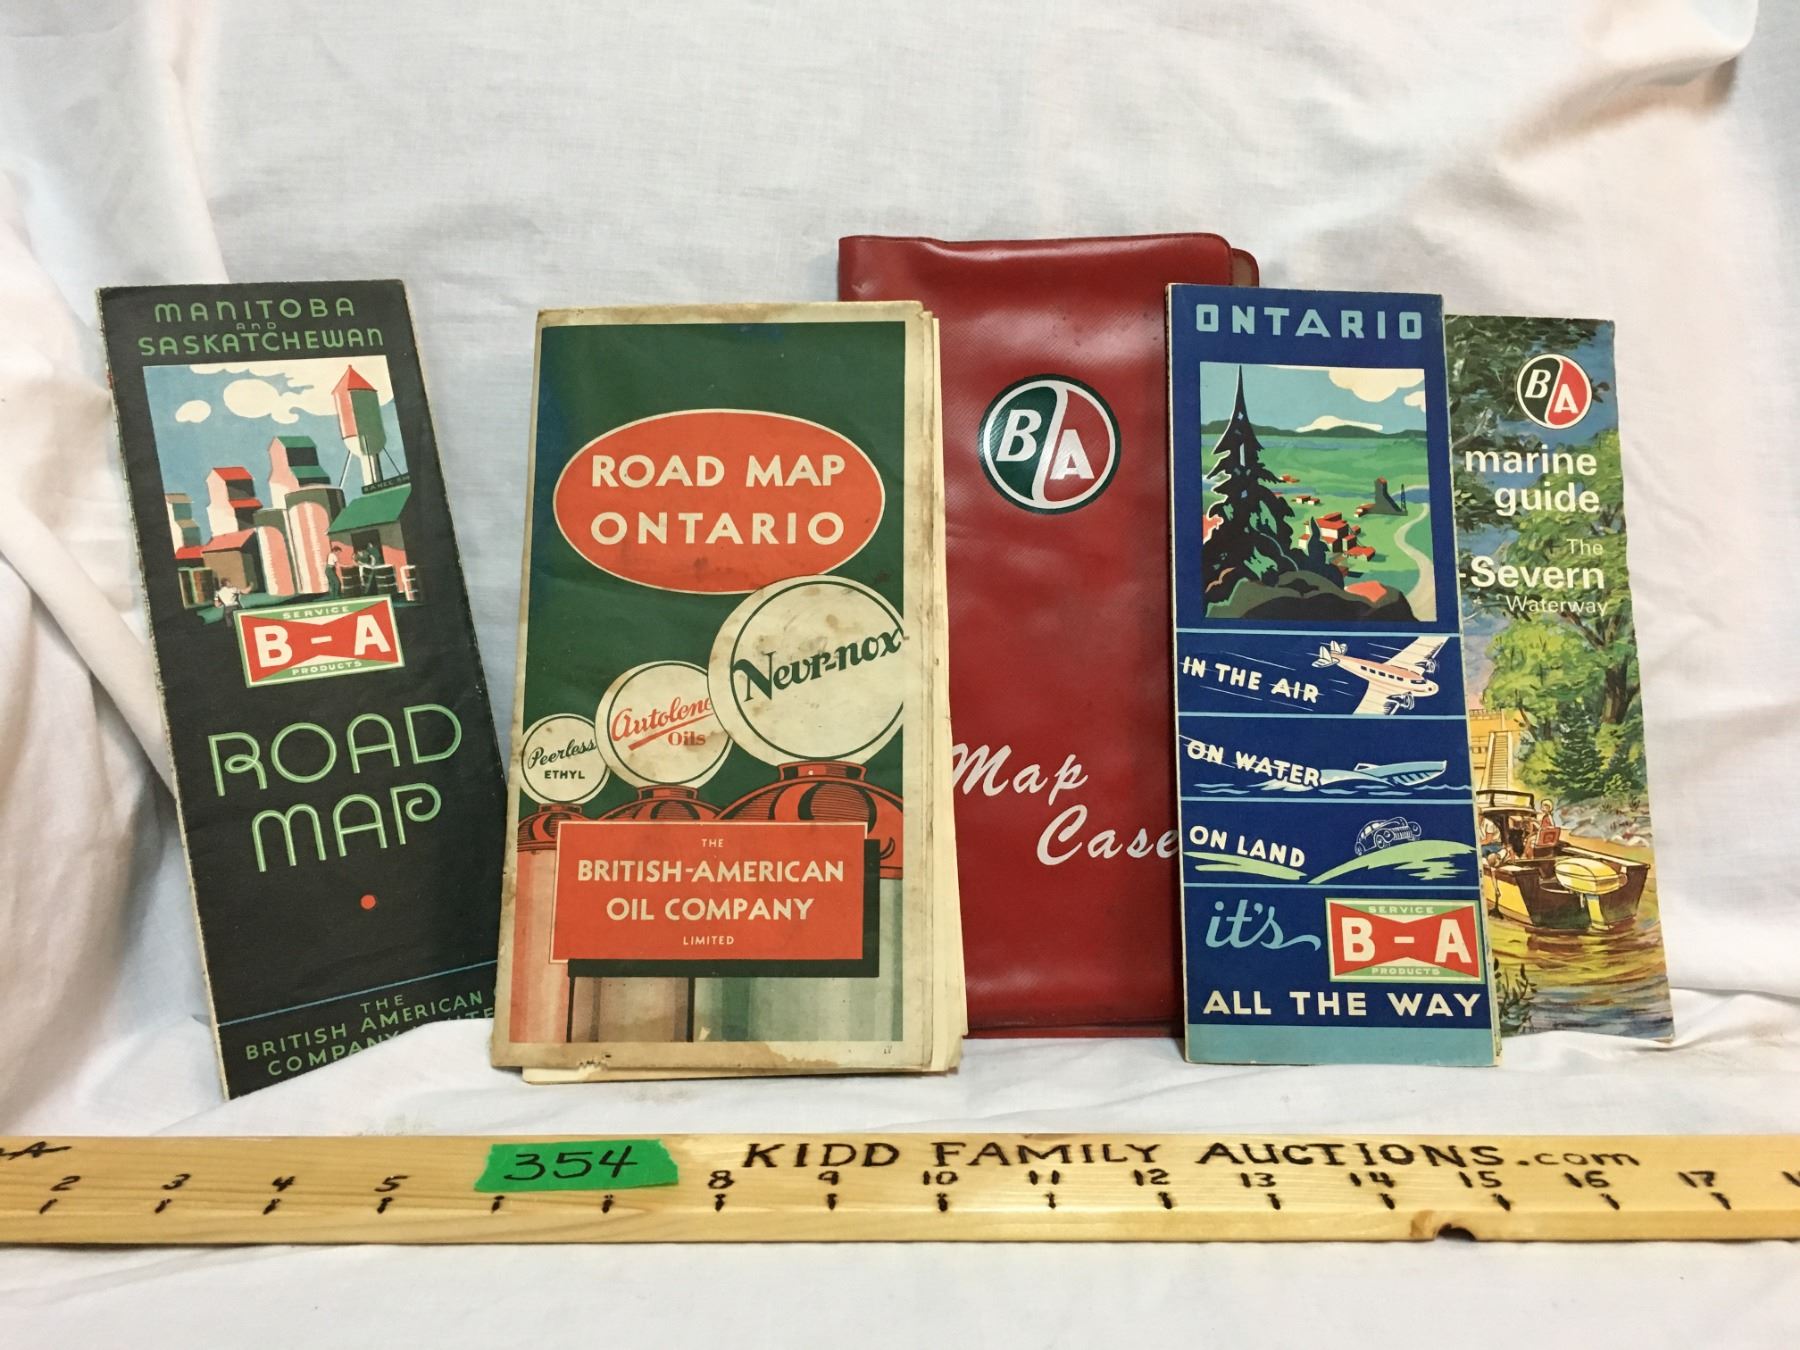 MANITOBA
AND
SASKATCHEWAN
SERVICE
B-A
PRODUCTS
ROAD
MAP
THE
BRITISH AMERICAN
COMPANY
ROAD MAP
ONTARIO
Nevr-nox
Autolene
Oils
Peerless
ETHYL
THE
BRITISH-AMERICAN
OIL COMPANY
LIMITED
B/A
Map
Case
ONTARIO
IN THE AIR
ON WATER
ON LAND
it's
SERVICE
B-A
PRODUCTS
ALL THE WAY
B/A
marine
guide
The
Severn
Waterway
354
KIDD FAMILY AUCTIONS.com
2 3 4 5 8 9 10 11 12 13 14 15 16 17